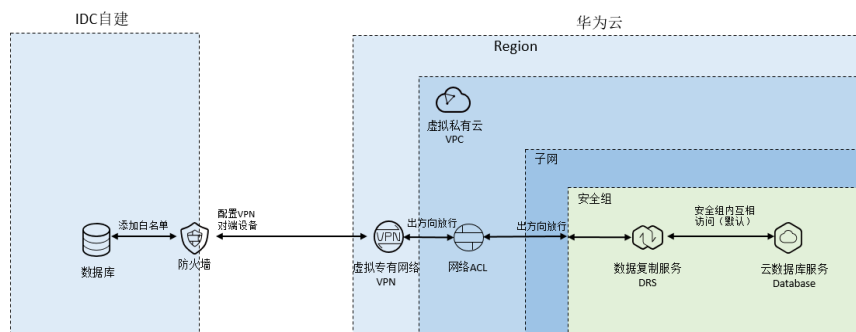 IDC自建
华为云
Region
虚拟私有云
VPC
子网
安全组
添加白名单
配置VPN
对端设备
出方向放行
出方向放行
安全组内互相
访问（默认）
VPN
数据库
防火墙
虚拟专有网络
VPN
网络ACL
数据复制服务
DRS
云数据库服务
Database